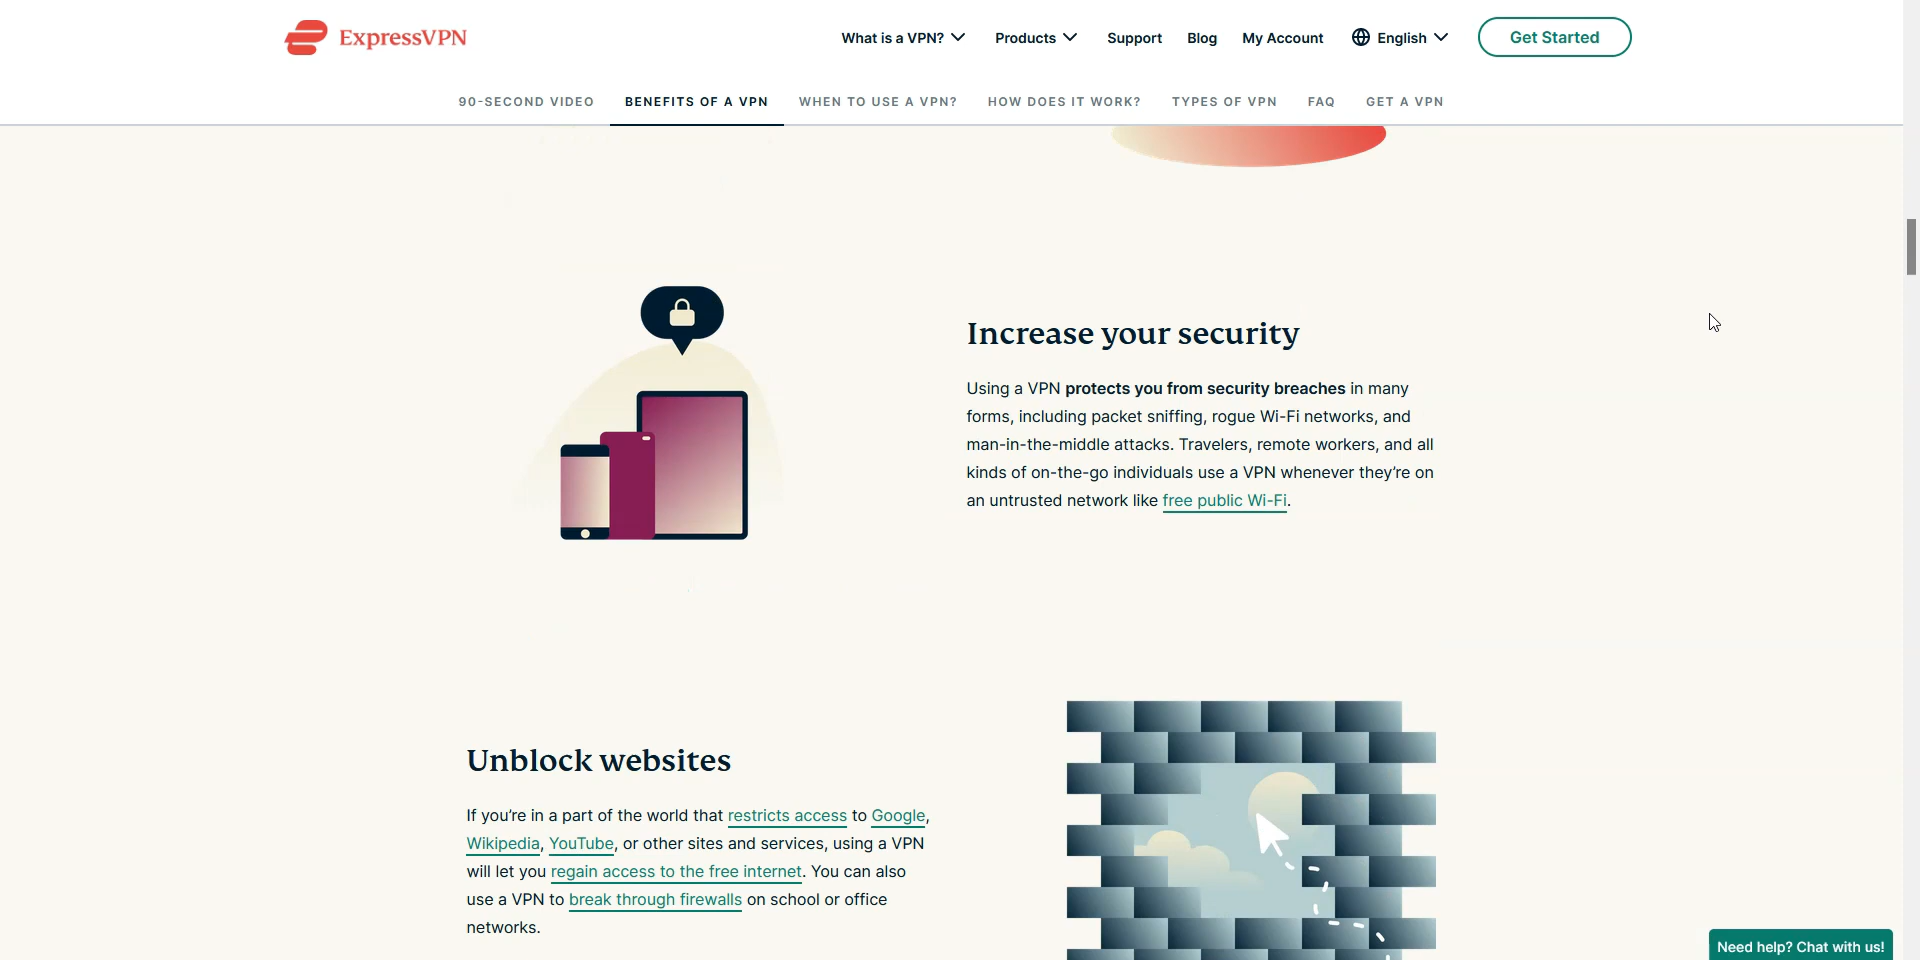 ExpressVPN
What is a VPN?
Products
Support
Blog
My Account
English
Get Started
90-SECOND VIDEO
BENEFITS OF A VPN
WHEN TO USE A VPN?
HOW DOES IT WORK?
TYPES OF VPN
FAQ
GET A VPN
Increase your security
Using a VPN protects you from security breaches in many
forms, including packet sniffing, rogue Wi-Fi networks, and
man-in-the-middle attacks. Travelers, remote workers, and all
kinds of on-the-go individuals use a VPN whenever they’re on
an untrusted network like free public Wi-Fi.
Unblock websites
If you’re in a part of the world that restricts access to Google,
Wikipedia, YouTube, or other sites and services, using a VPN
will let you regain access to the free internet. You can also
use a VPN to break through firewalls on school or office
networks.
Need help? Chat with us!